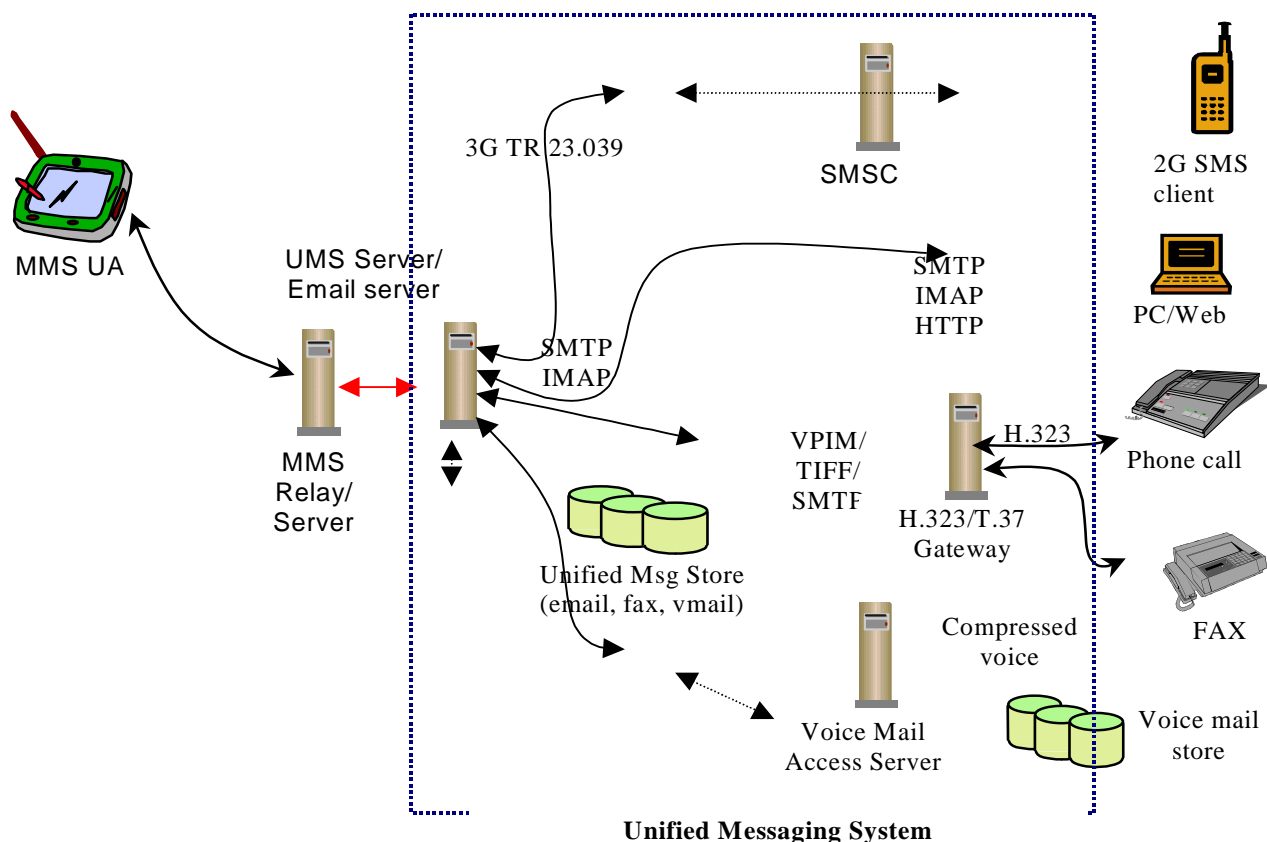 3G TR 23.039
SMSC
2G SMS
client
MMS UA
UMS Server/
Email server
SMTP
IMAP
HTTP
PC/Web
SMTP
IMAP
MMS
Relay/
Server
VPIM/
TIFF/
SMTP
H.323
Phone call
H.323/T.37
Gateway
Unified Msg Store
(email, fax, vmail)
FAX
Compressed
voice
Voice Mail
Access Server
Voice mail
store
Unified Messaging System